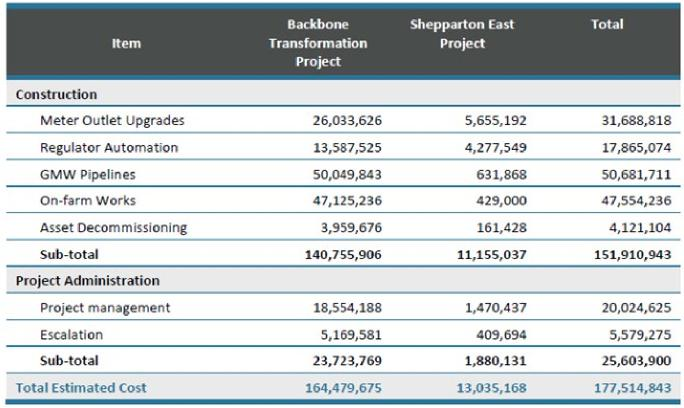 Item Backbone Transformation Project Shepparton East Project Total
Construction
Meter Outlet Upgrades 26,033,626 5,655,192 31,688,818
Regulator Automation 13,587,525 4,277,549 17,865,074
GMW Pipelines 50,049,843 631,868 50,681,711
On-farm Works 47,125,236 429,000 47,554,236
Asset Decommissioning 3,959,676 161,428 4,121,104
Sub-total 140,755,906 11,155,037 151,910,943
Project Administration
Project management 18,554,188 1,470,437 20,024,625
Escalation 5,169,581 409,694 5,579,275
Sub-total 23,723,769 1,880,131 25,603,900
Total Estimated Cost 164,479,675 13,035,168 177,514,843